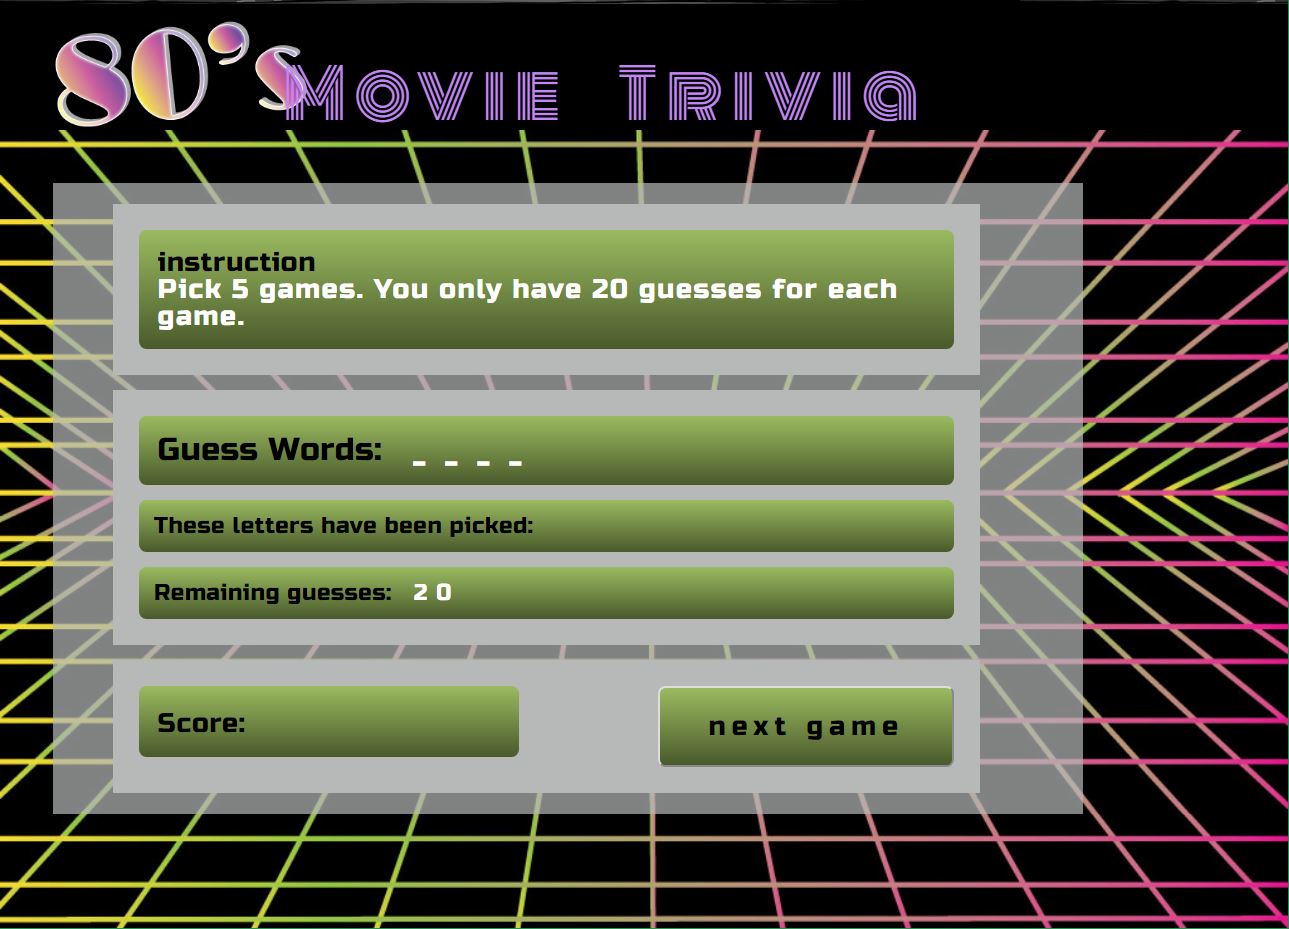 80's Movie Trivia
instruction
Pick 5 games. You only have 20 guesses for each
game.
Guess Words: _ _ _ _
These letters have been picked:
Remaining guesses: 20
Score:
next game